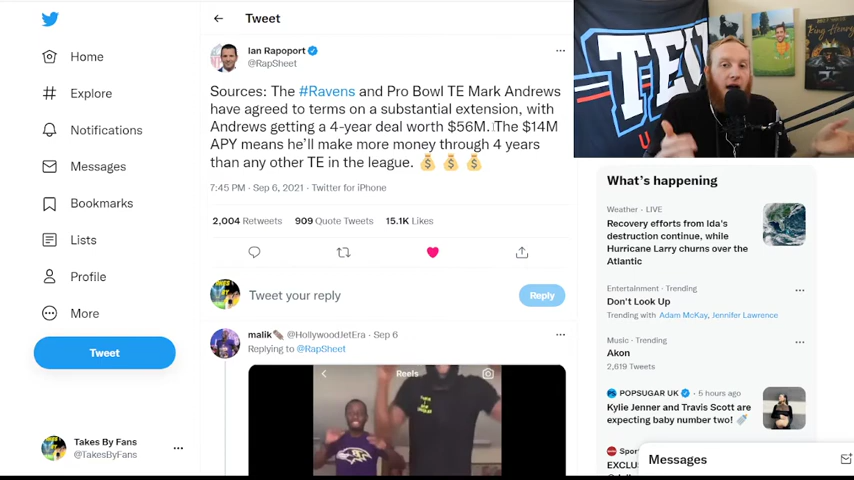 Tweet
Home
Explore
Notifications
Messages
Bookmarks
Lists
Profile
More
Tweet
Takes By Fans
@TakesByFans
Ian Rapoport
@RapSheet
Sources: The #Ravens and Pro Bowl TE Mark Andrews
have agreed to terms on a substantial extension, with
Andrews getting a 4-year deal worth $56M. The $14M
APY means he'll make more money through 4 years
than any other TE in the league. 💰 💰 💰
7:45 PM · Sep 6, 2021 · Twitter for iPhone
2,004 Retweets 909 Quote Tweets 15.1K Likes
Tweet your reply
Reply
malik @HollywoodJetEra · Sep 6
Replying to @RapSheet
Reels
King Henry
What's happening
Weather · LIVE
Recovery efforts from Ida's
destruction continue, while
Hurricane Larry churns over the
Atlantic
Entertainment · Trending
Don't Look Up
Trending with Adam McKay, Jennifer Lawrence
Music · Trending
Akon
2,619 Tweets
POPSUGAR UK · 5 hours ago
Kylie Jenner and Travis Scott are
expecting baby number two! 🍼
Spor
EXCLU
Messages